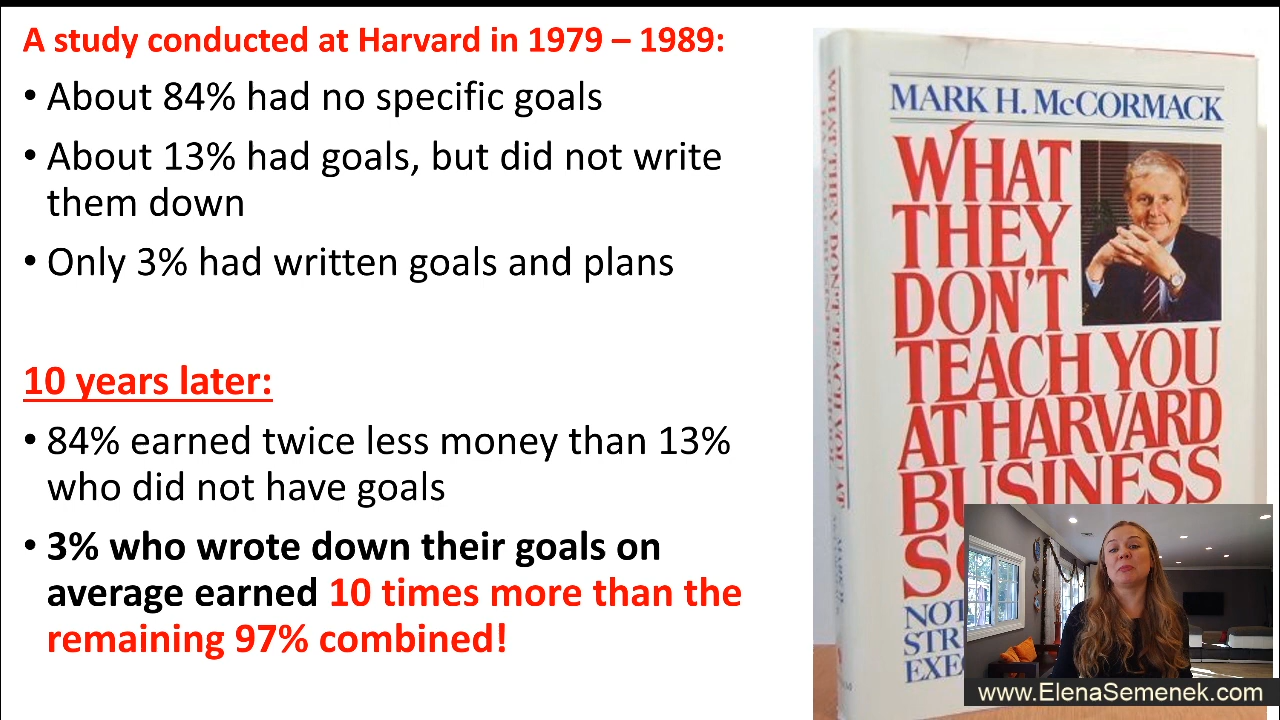 A study conducted at Harvard in 1979 – 1989:
• About 84% had no specific goals
• About 13% had goals, but did not write
them down
• Only 3% had written goals and plans
10 years later:
• 84% earned twice less money than 13%
who did not have goals
• 3% who wrote down their goals on
average earned 10 times more than the
remaining 97% combined!
MARK H. McCORMACK
WHAT
THEY
DON'T
TEACH YOU
AT HARVARD
BUSINESS
www.ElenaSemenek.com